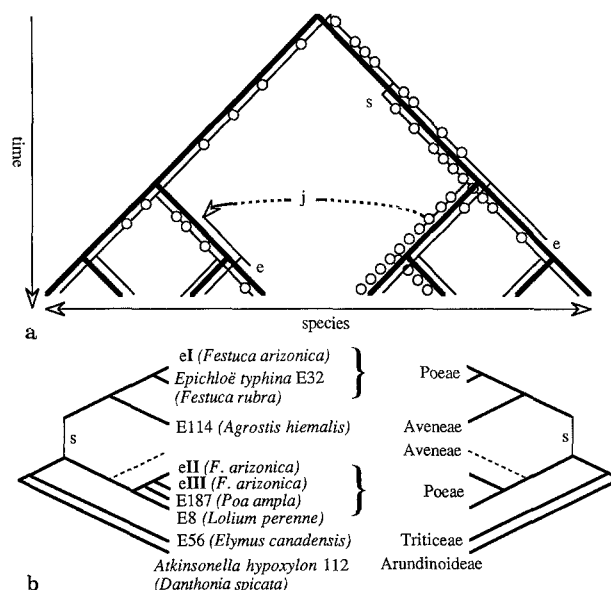 s
time
j
e
e
species
a
eI (Festuca arizonica)
Epichloë typhina E32
(Festuca rubra)
E114 (Agrostis hiemalis)
s
eII (F. arizonica)
eIII (F. arizonica)
E187 (Poa ampla)
E8 (Lolium perenne)
E56 (Elymus canadensis)
Atkinsonella hypoxylon 112
(Danthonia spicata)
Poeae
Aveneae
s
Aveneae
Poeae
Triticeae
Arundinoideae
b